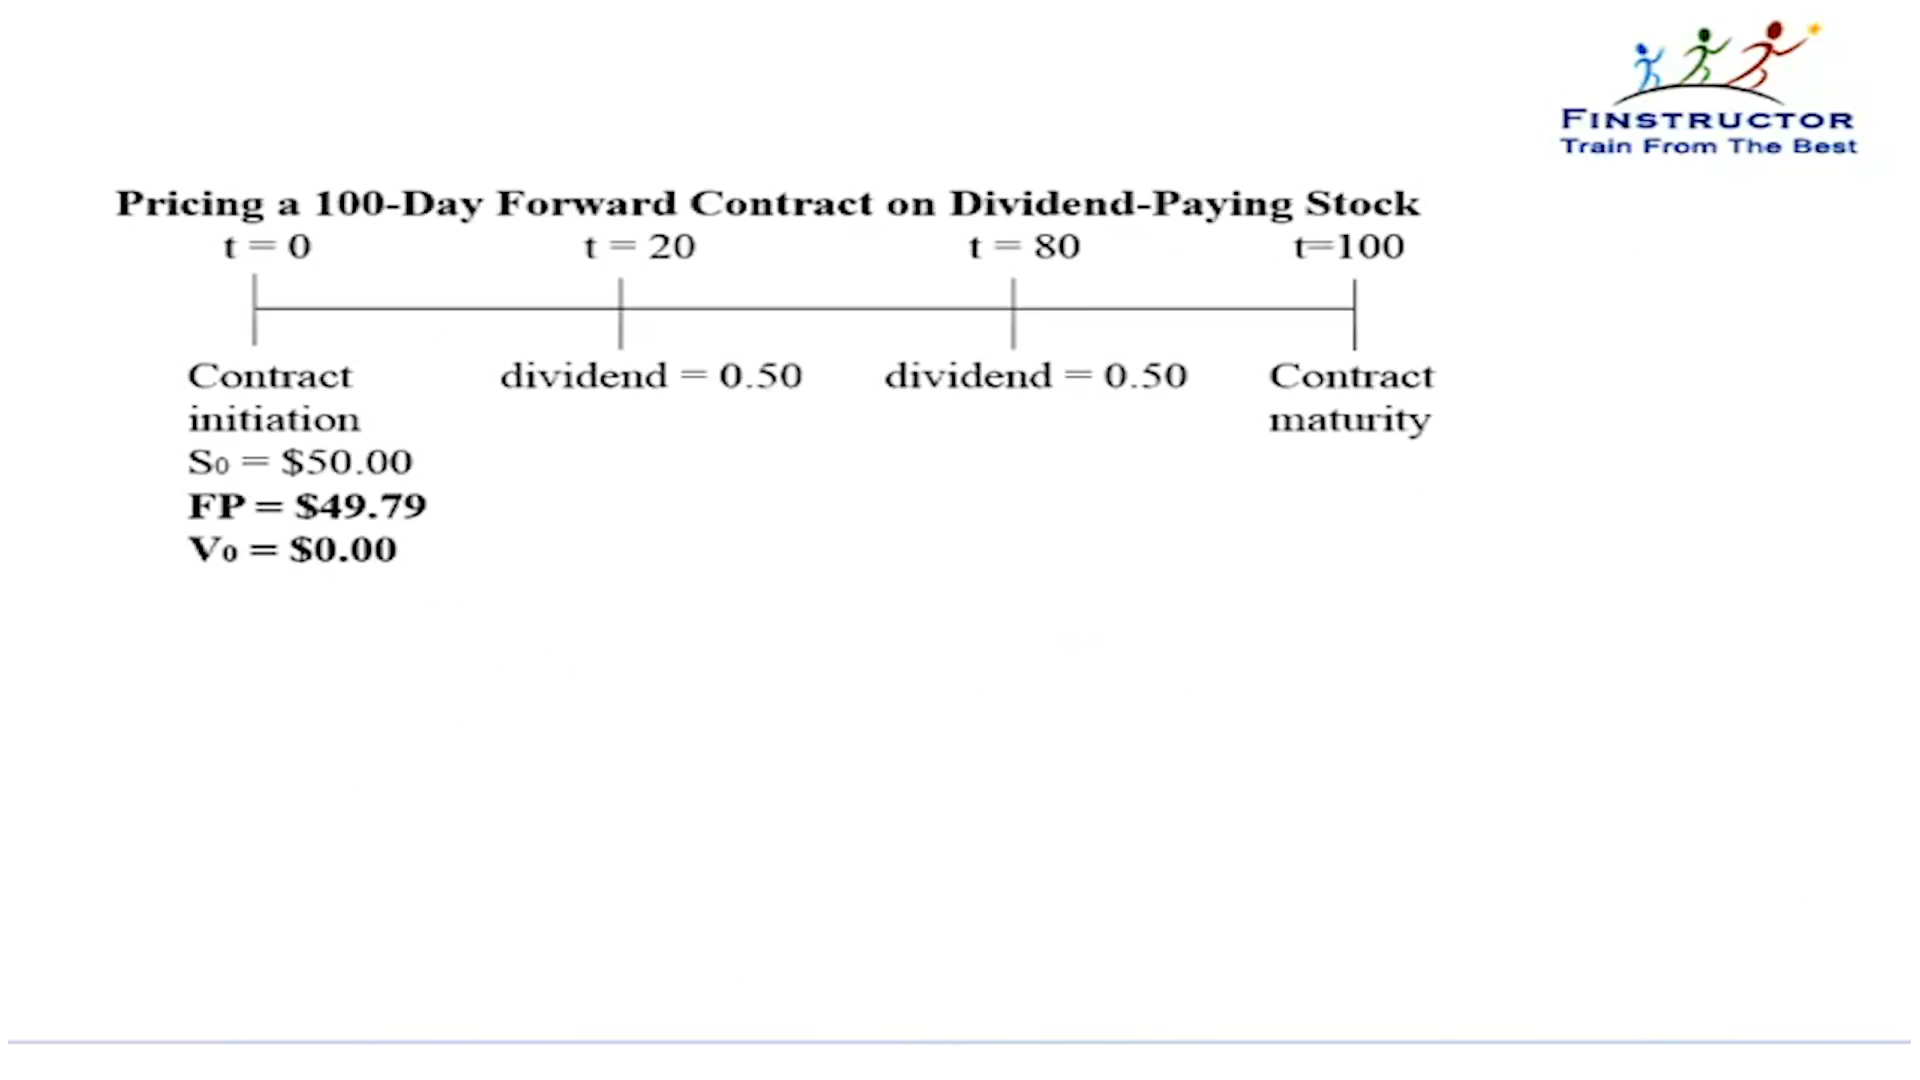 FINSTRUCTOR
Train From The Best
Pricing a 100-Day Forward Contract on Dividend-Paying Stock
t = 0 t = 20 t = 80 t=100
Contract initiation
dividend = 0.50 dividend = 0.50
Contract maturity
S0 = $50.00
FP = $49.79
V0 = $0.00